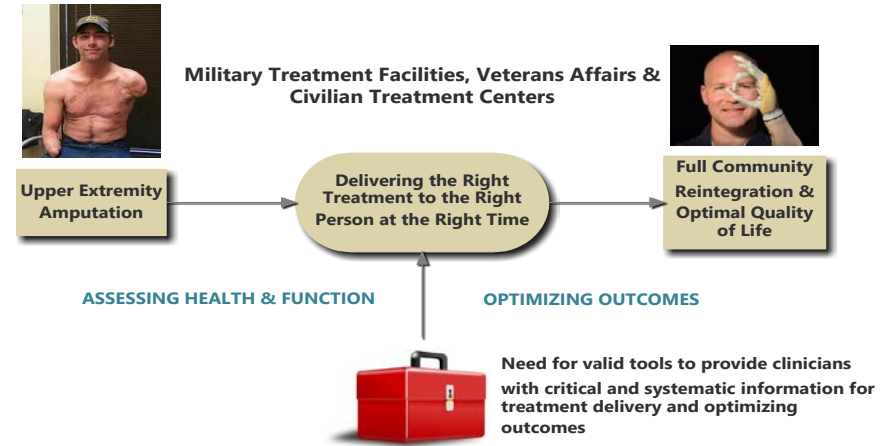 Military Treatment Facilities, Veterans Affairs &
Civilian Treatment Centers
Upper Extremity
Amputation
Delivering the Right
Treatment to the Right
Person at the Right Time
Full Community
Reintegration &
Optimal Quality
of Life
ASSESSING HEALTH & FUNCTION
OPTIMIZING OUTCOMES
Need for valid tools to provide clinicians
with critical and systematic information for
treatment delivery and optimizing
outcomes